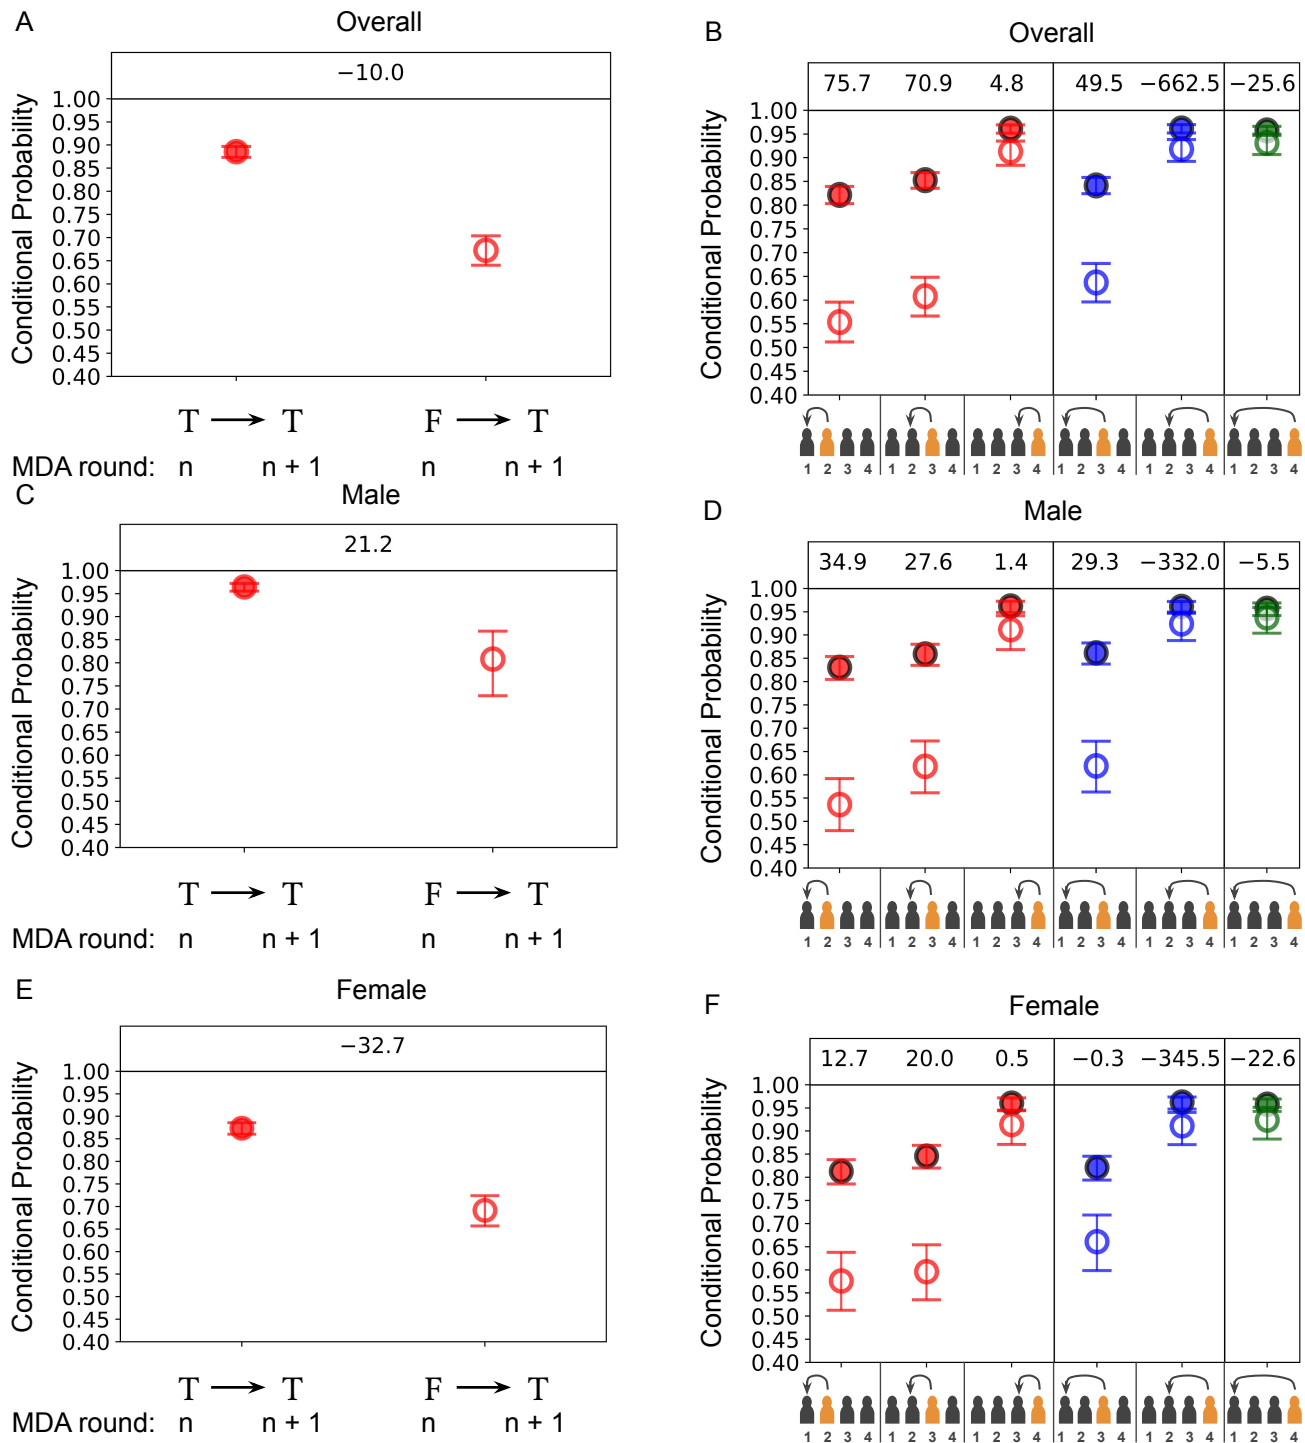 A
Overall
−10.0
Conditional Probability
1.00
0.95
0.90
0.85
0.80
0.75
0.70
0.65
0.60
0.55
0.50
0.45
0.40
T ⟶ T F ⟶ T
MDA round: n n + 1 n n + 1
B
Overall
75.7 70.9 4.8 49.5 −662.5 −25.6
Conditional Probability
1.00
0.95
0.90
0.85
0.80
0.75
0.70
0.65
0.60
0.55
0.50
0.45
0.40
1 2 3 4 1 2 3 4 1 2 3 4 1 2 3 4 1 2 3 4 1 2 3 4
C
Male
21.2
Conditional Probability
1.00
0.95
0.90
0.85
0.80
0.75
0.70
0.65
0.60
0.55
0.50
0.45
0.40
T ⟶ T F ⟶ T
MDA round: n n + 1 n n + 1
D
Male
34.9 27.6 1.4 29.3 −332.0 −5.5
Conditional Probability
1.00
0.95
0.90
0.85
0.80
0.75
0.70
0.65
0.60
0.55
0.50
0.45
0.40
1 2 3 4 1 2 3 4 1 2 3 4 1 2 3 4 1 2 3 4 1 2 3 4
E
Female
−32.7
Conditional Probability
1.00
0.95
0.90
0.85
0.80
0.75
0.70
0.65
0.60
0.55
0.50
0.45
0.40
T ⟶ T F ⟶ T
MDA round: n n + 1 n n + 1
F
Female
12.7 20.0 0.5 −0.3 −345.5 −22.6
Conditional Probability
1.00
0.95
0.90
0.85
0.80
0.75
0.70
0.65
0.60
0.55
0.50
0.45
0.40
1 2 3 4 1 2 3 4 1 2 3 4 1 2 3 4 1 2 3 4 1 2 3 4